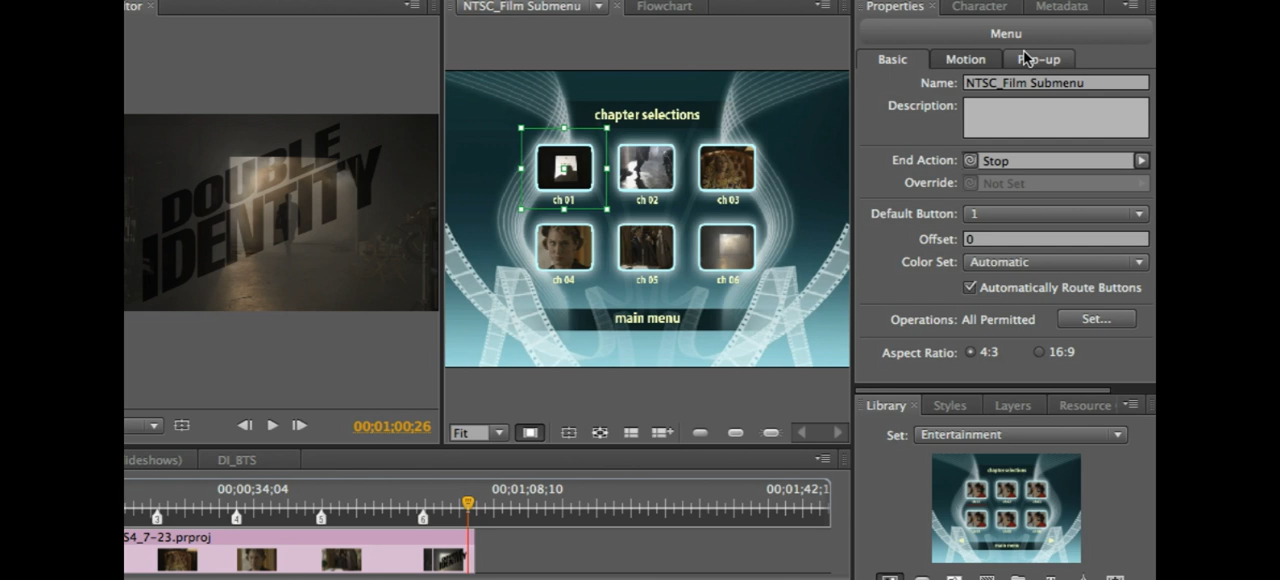 tor
NTSC_Film Submenu
Flowchart
Properties
Character
Metadata
Menu
Basic
Motion
Name: NTSC_Film Submenu
Description:
End Action: Stop
Override: Not Set
Default Button: 1
Offset: 0
Color Set: Automatic
Automatically Route Buttons
Operations: All Permitted
Set...
Aspect Ratio: 4:3
16:9
DOUBLE
IDENTITY
chapter selections
ch 01
ch 02
ch 03
ch 04
ch 05
ch 06
main menu
00;01;00;26
Fit
Library
Styles
Layers
Resource
Set: Entertainment
chapter selections
main menu
ideshows)
DI_BTS
00;00;34;04
00;01;08;10
00;01;42;1
3
4
5
6
S4_7-23.prproj